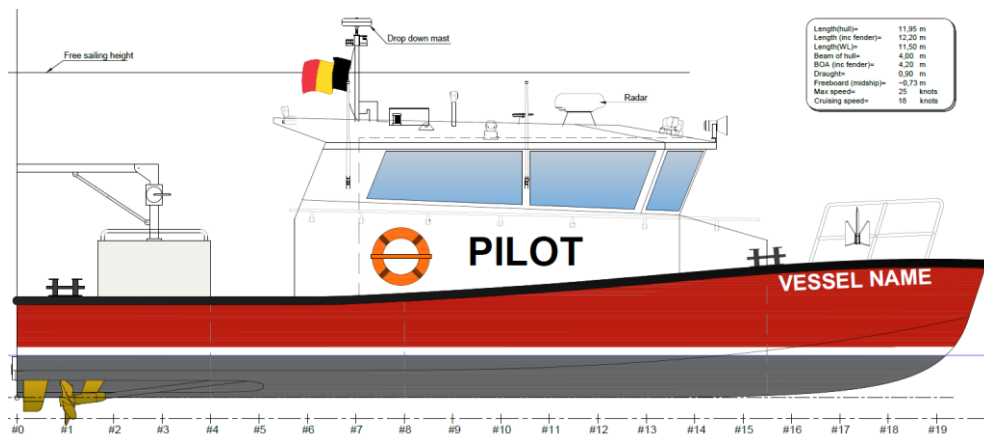 Drop down mast
Free sailing height
Length(hull)= 11,95 m
Length (inc fender)= 12,20 m
Length(WL)= 11,50 m
Beam of hull= 4,00 m
BOA (inc fender)= 4,20 m
Draught= 0,90 m
Freeboard (midship)= ~0,73 m
Max speed= 25 knots
Cruising speed= 18 knots
Radar
PILOT
VESSEL NAME
#0 #1 #2 #3 #4 #5 #6 #7 #8 #9 #10 #11 #12 #13 #14 #15 #16 #17 #18 #19